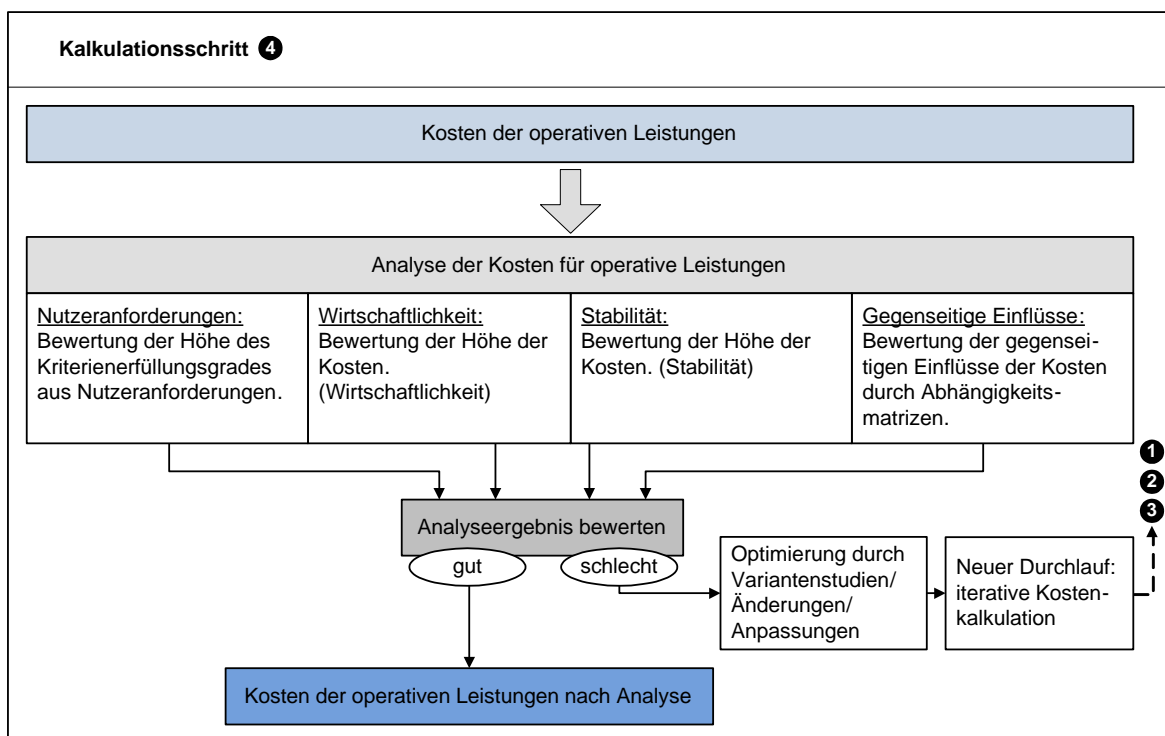 Kalkulationsschritt 4
Kosten der operativen Leistungen
Analyse der Kosten für operative Leistungen
Nutzeranforderungen:
Bewertung der Höhe des
Kriterienerfüllungsgrades
aus Nutzeranforderungen.
Wirtschaftlichkeit:
Bewertung der Höhe der
Kosten.
(Wirtschaftlichkeit)
Stabilität:
Bewertung der Höhe der
Kosten. (Stabilität)
Gegenseitige Einflüsse:
Bewertung der gegensei-
tigen Einflüsse der Kosten
durch Abhängigkeits-
matrizen.
1
2
3
Analyseergebnis bewerten
gut
schlecht
Optimierung durch
Variantenstudien/
Änderungen/
Anpassungen
Neuer Durchlauf:
iterative Kosten-
kalkulation
Kosten der operativen Leistungen nach Analyse